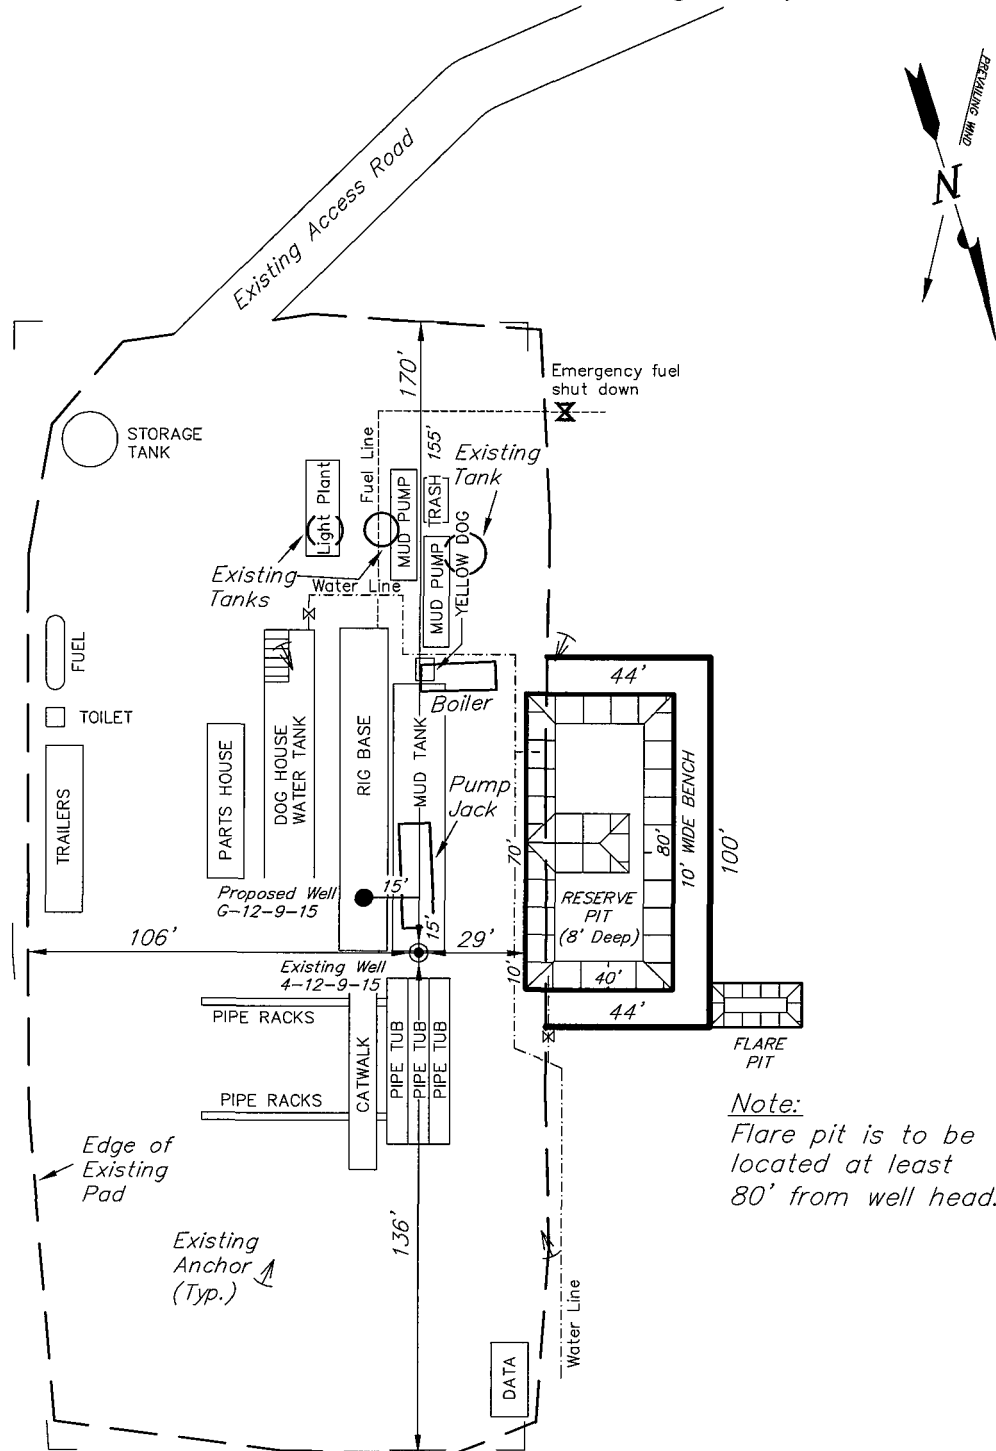 PREVAILING WIND
N
Existing Access Road
170'
155'
Emergency fuel
shut down
STORAGE
TANK
Light Plant
Fuel Line
MUD PUMP
TRASH
Existing
Tank
MUD PUMP
YELLOW DOG
Existing
Tanks
Water Line
FUEL
TOILET
TRAILERS
PARTS HOUSE
DOG HOUSE
WATER TANK
RIG BASE
MUD TANK
Boiler
Pump
Jack
44'
10' WIDE BENCH
100'
80'
70'
RESERVE
PIT
(8' Deep)
40'
10'
44'
Proposed Well
G-12-9-15
15'
15'
106'
29'
Existing Well
4-12-9-15
PIPE RACKS
PIPE RACKS
CATWALK
PIPE TUB
PIPE TUB
PIPE TUB
FLARE
PIT
Note:
Flare pit is to be
located at least
80' from well head.
Edge of
Existing
Pad
136'
Existing
Anchor
(Typ.)
Water Line
DATA